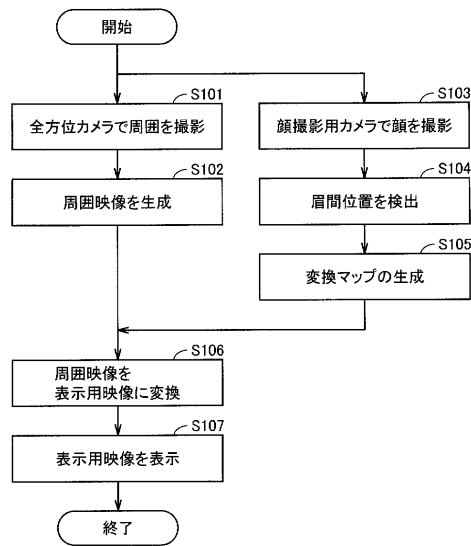 開始
S101
全方位カメラで周囲を撮影
S102
周囲映像を生成
S103
顔撮影用カメラで顔を撮影
S104
眉間位置を検出
S105
変換マップの生成
S106
周囲映像を
表示用映像に変換
S107
表示用映像を表示
終了